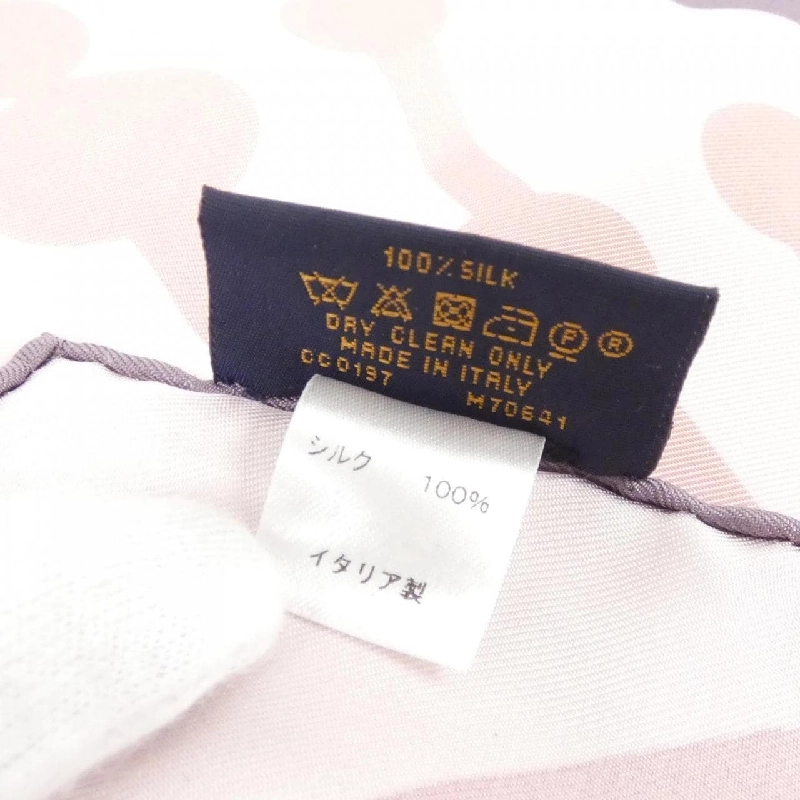 100% SILK
P R
DRY CLEAN ONLY
MADE IN ITALY
CC0197 M70641
シルク 100%
イタリア製